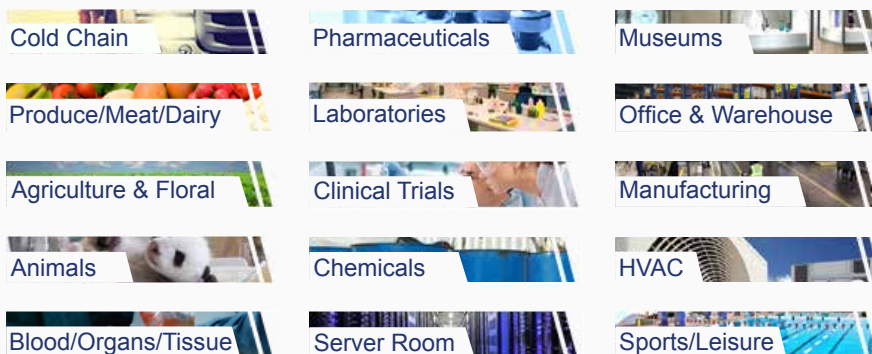 Cold Chain
Pharmaceuticals
Museums
Produce/Meat/Dairy
Laboratories
Office & Warehouse
Agriculture & Floral
Clinical Trials
Manufacturing
Animals
Chemicals
HVAC
Blood/Organs/Tissue
Server Room
Sports/Leisure